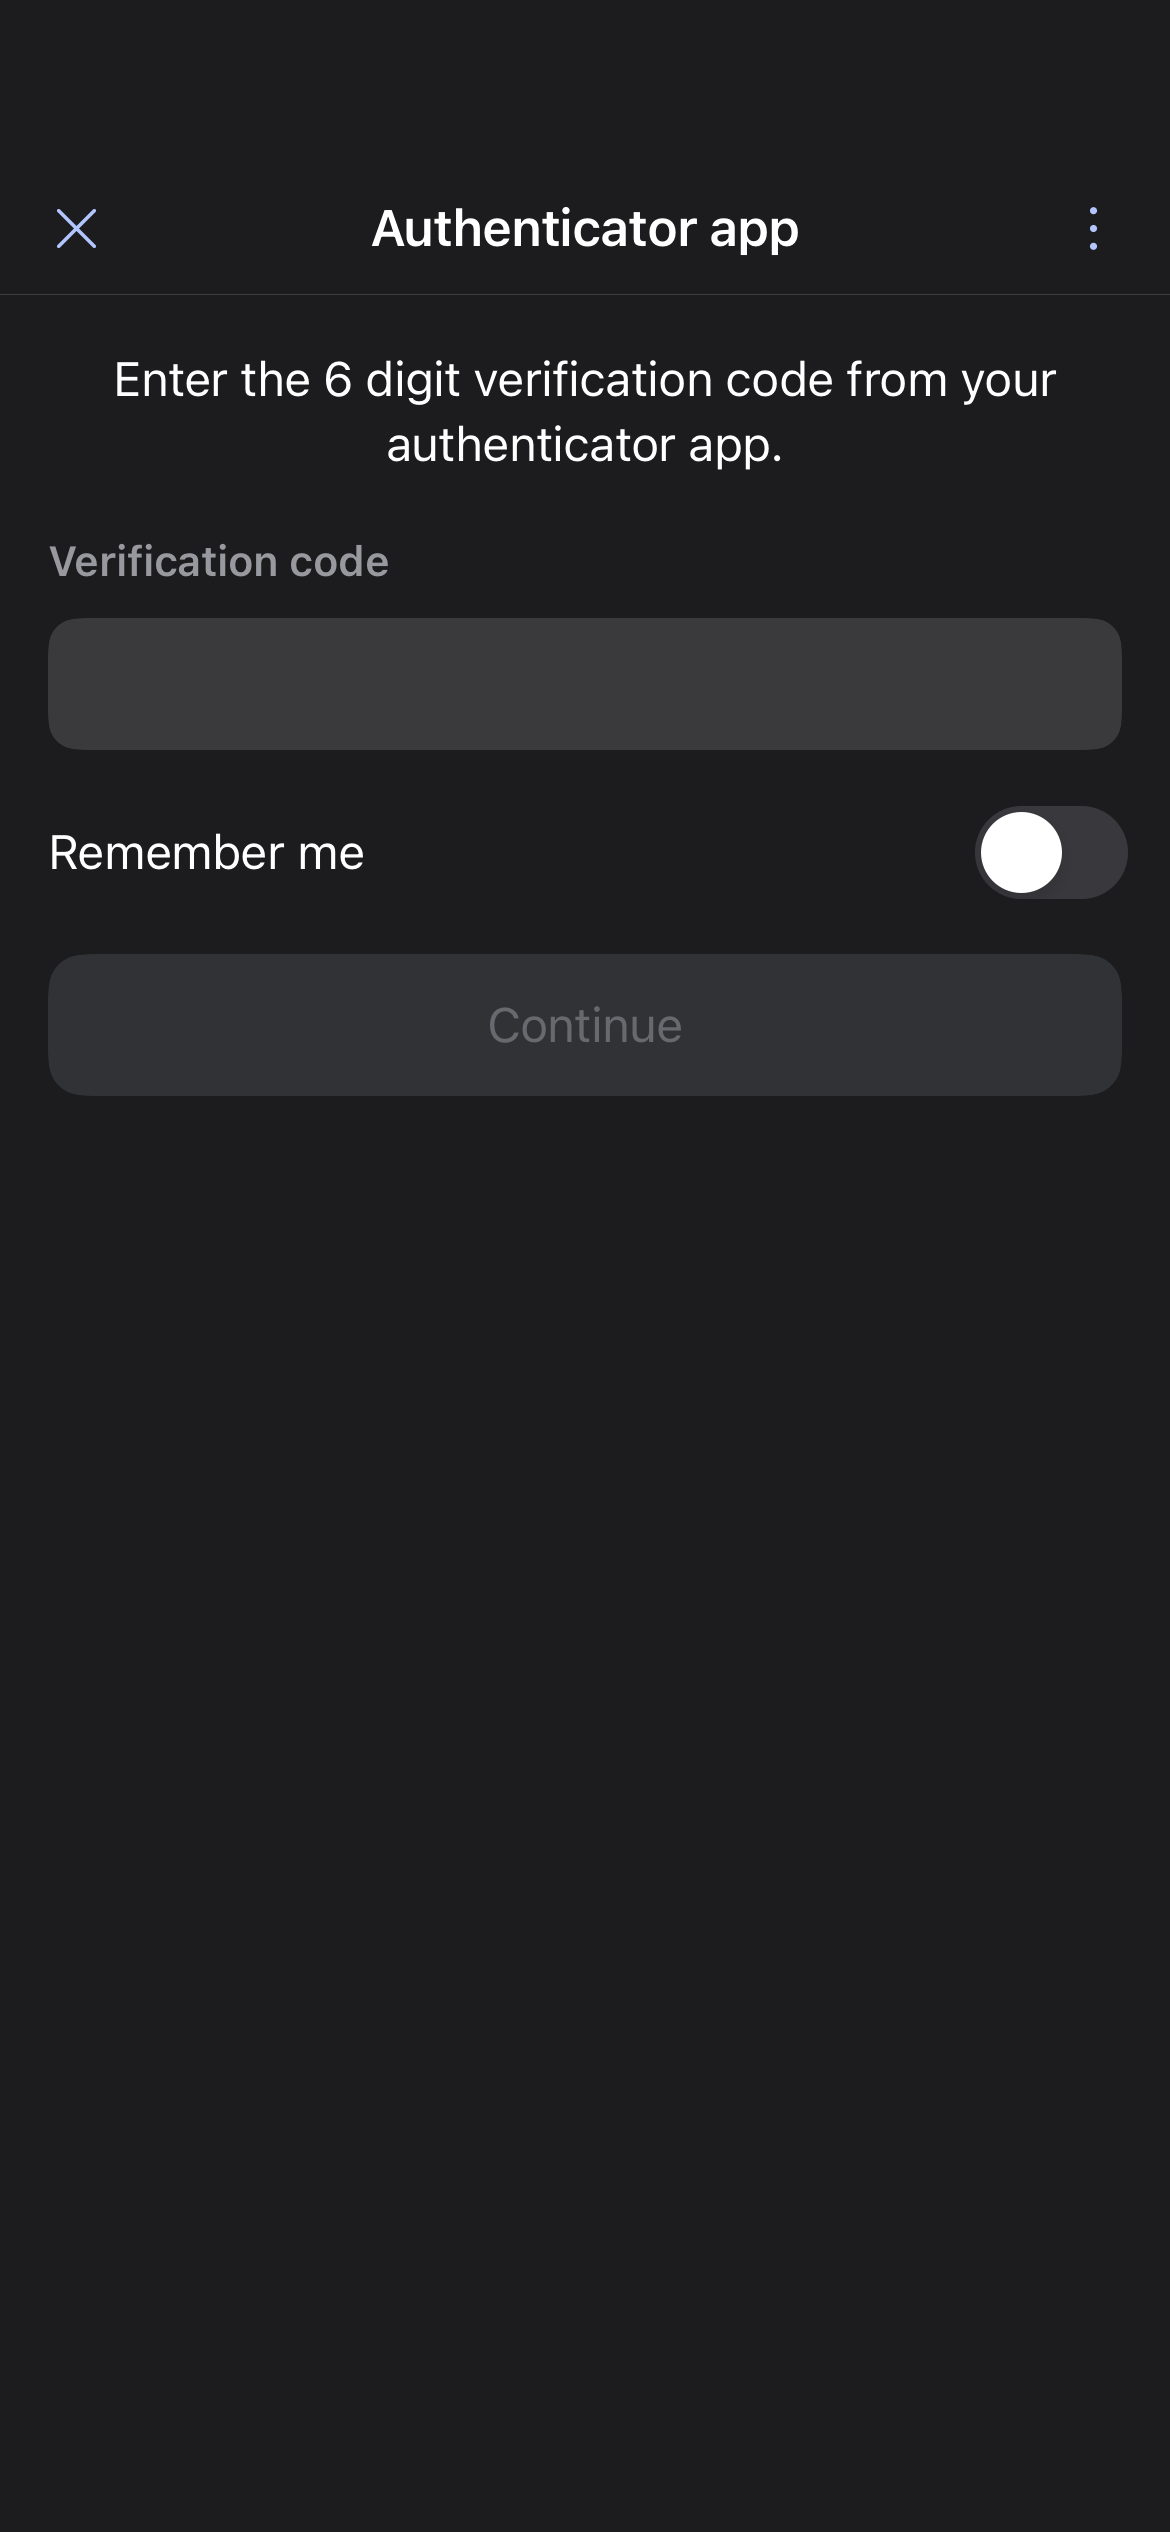 Authenticator app
Enter the 6 digit verification code from your
authenticator app.
Verification code
Remember me
Continue